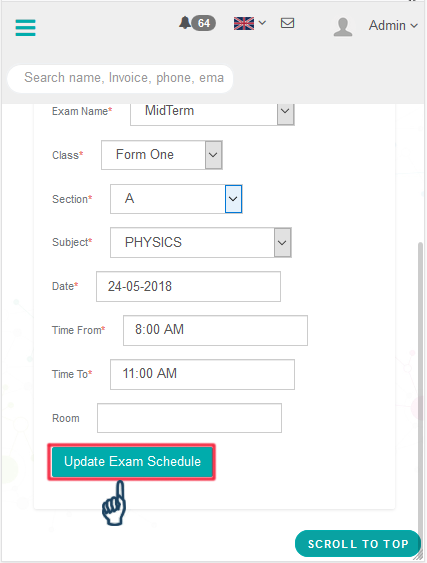 64
Admin
Search name, Invoice, phone, ema
Exam Name* MidTerm
Class* Form One
Section* A
Subject* PHYSICS
Date* 24-05-2018
Time From* 8:00 AM
Time To* 11:00 AM
Room
Update Exam Schedule
SCROLL TO TOP